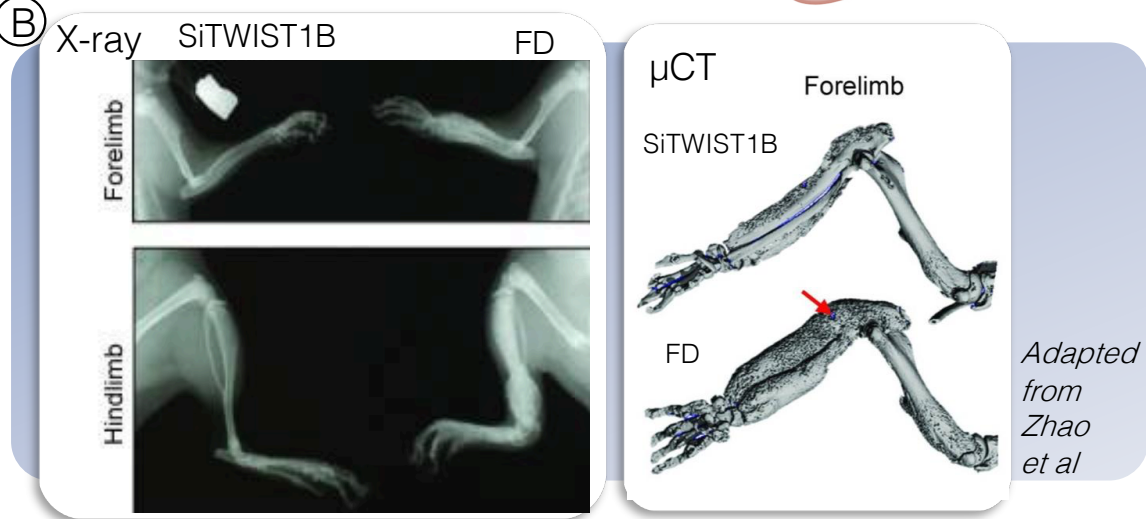 B
X-ray SiTWIST1B FD
Forelimb
Hindlimb
µCT
Forelimb
SiTWIST1B
FD
Adapted
from
Zhao
et al